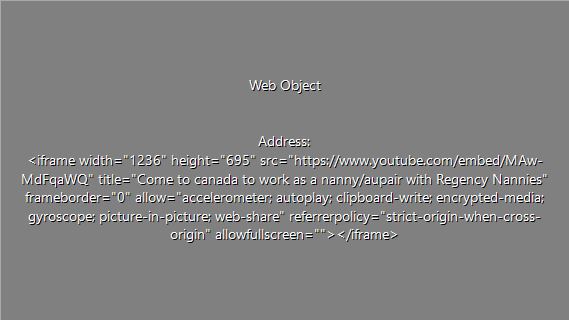 Web Object
Address:
<iframe width="1236" height="695" src="https://www.youtube.com/embed/MAw-
MdFqaWQ" title="Come to canada to work as a nanny/aupair with Regency Nannies"
frameborder="0" allow="accelerometer; autoplay; clipboard-write; encrypted-media;
gyroscope; picture-in-picture; web-share" referrerpolicy="strict-origin-when-cross-
origin" allowfullscreen=""></iframe>